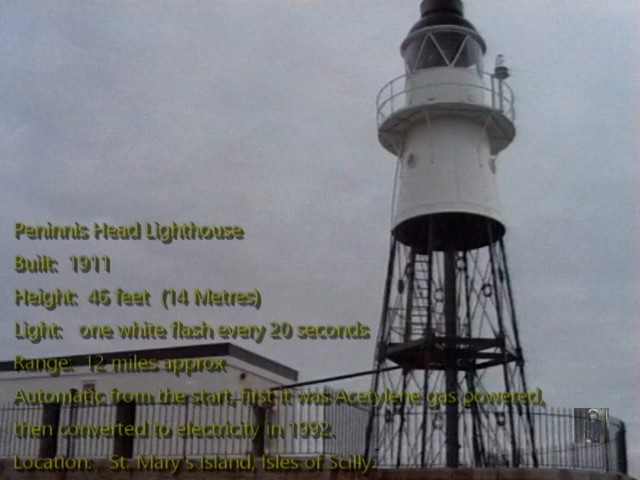 Peninnis Head Lighthouse
Built:  1911
Height:  46 feet  (14 Metres)
Light:   one white flash every 20 seconds
Range:  12 miles approx
Automatic from the start, first it was Acetylene gas powered,
then converted to electricity in 1992.
Location:   St. Mary's Island, Isles of Scilly.